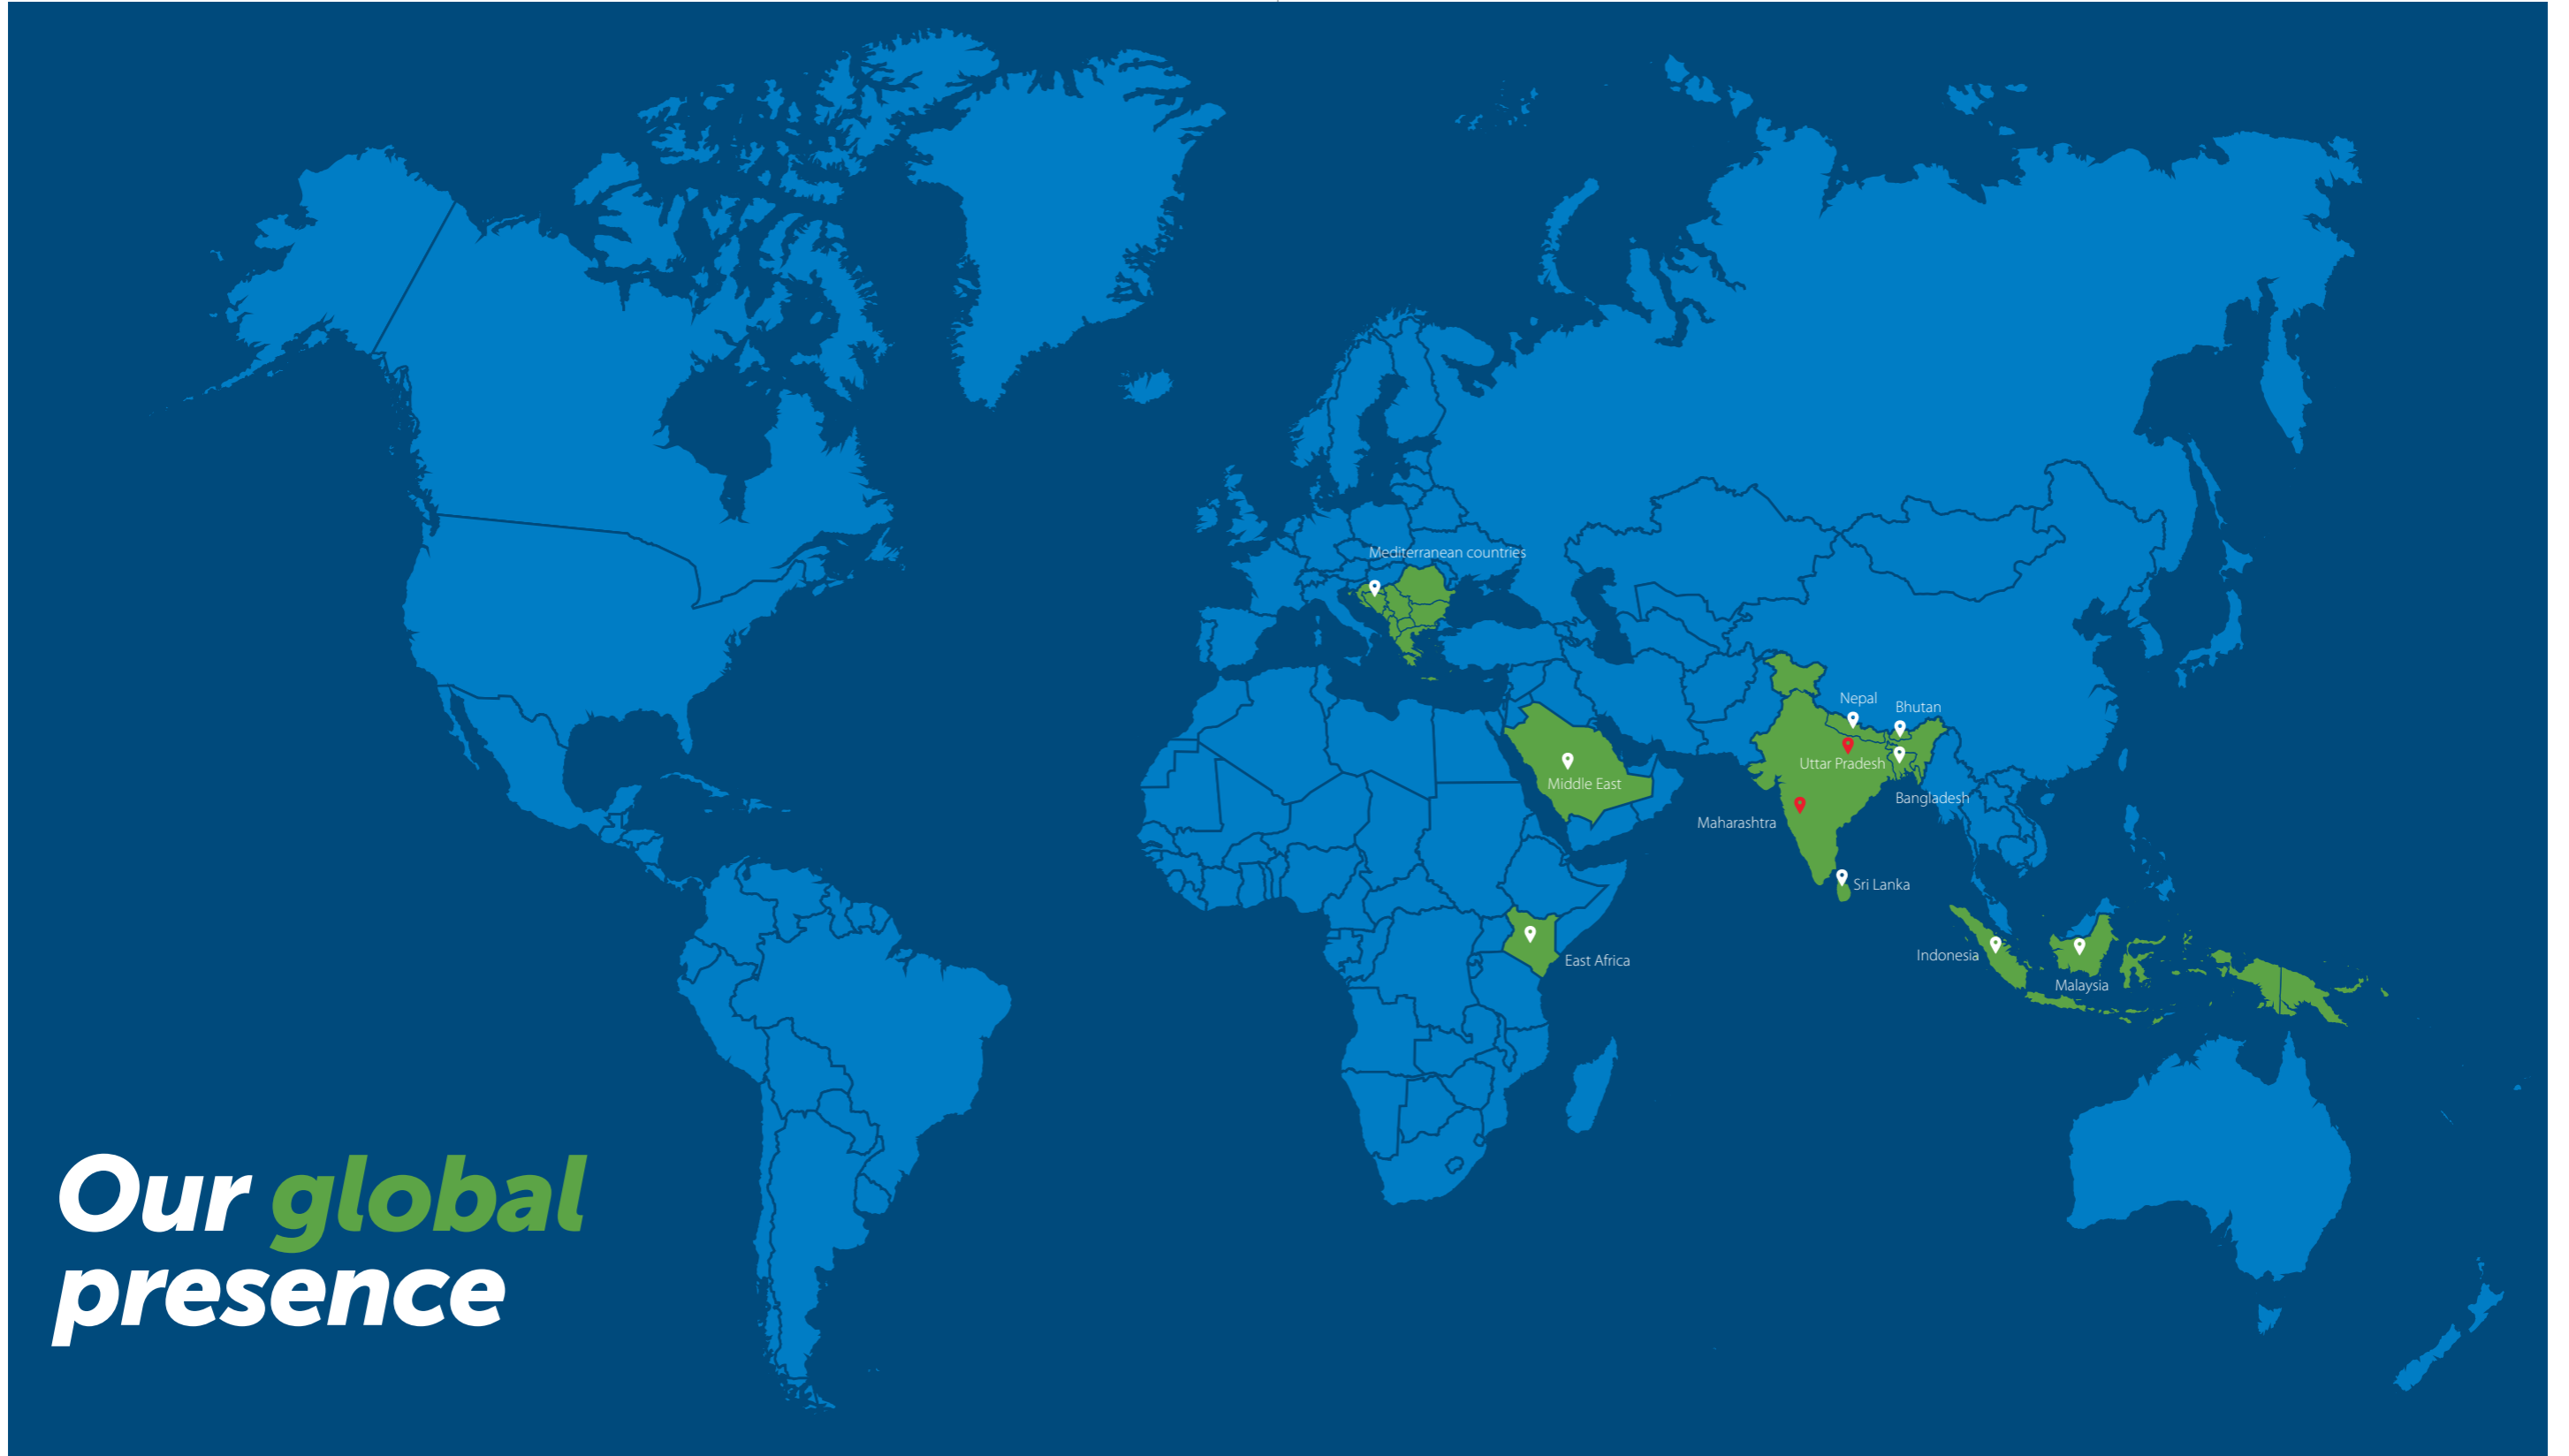 Mediterranean countries
Nepal
Bhutan
Uttar Pradesh
Middle East
Bangladesh
Maharashtra
Sri Lanka
Indonesia
East Africa
Malaysia
Our global
presence